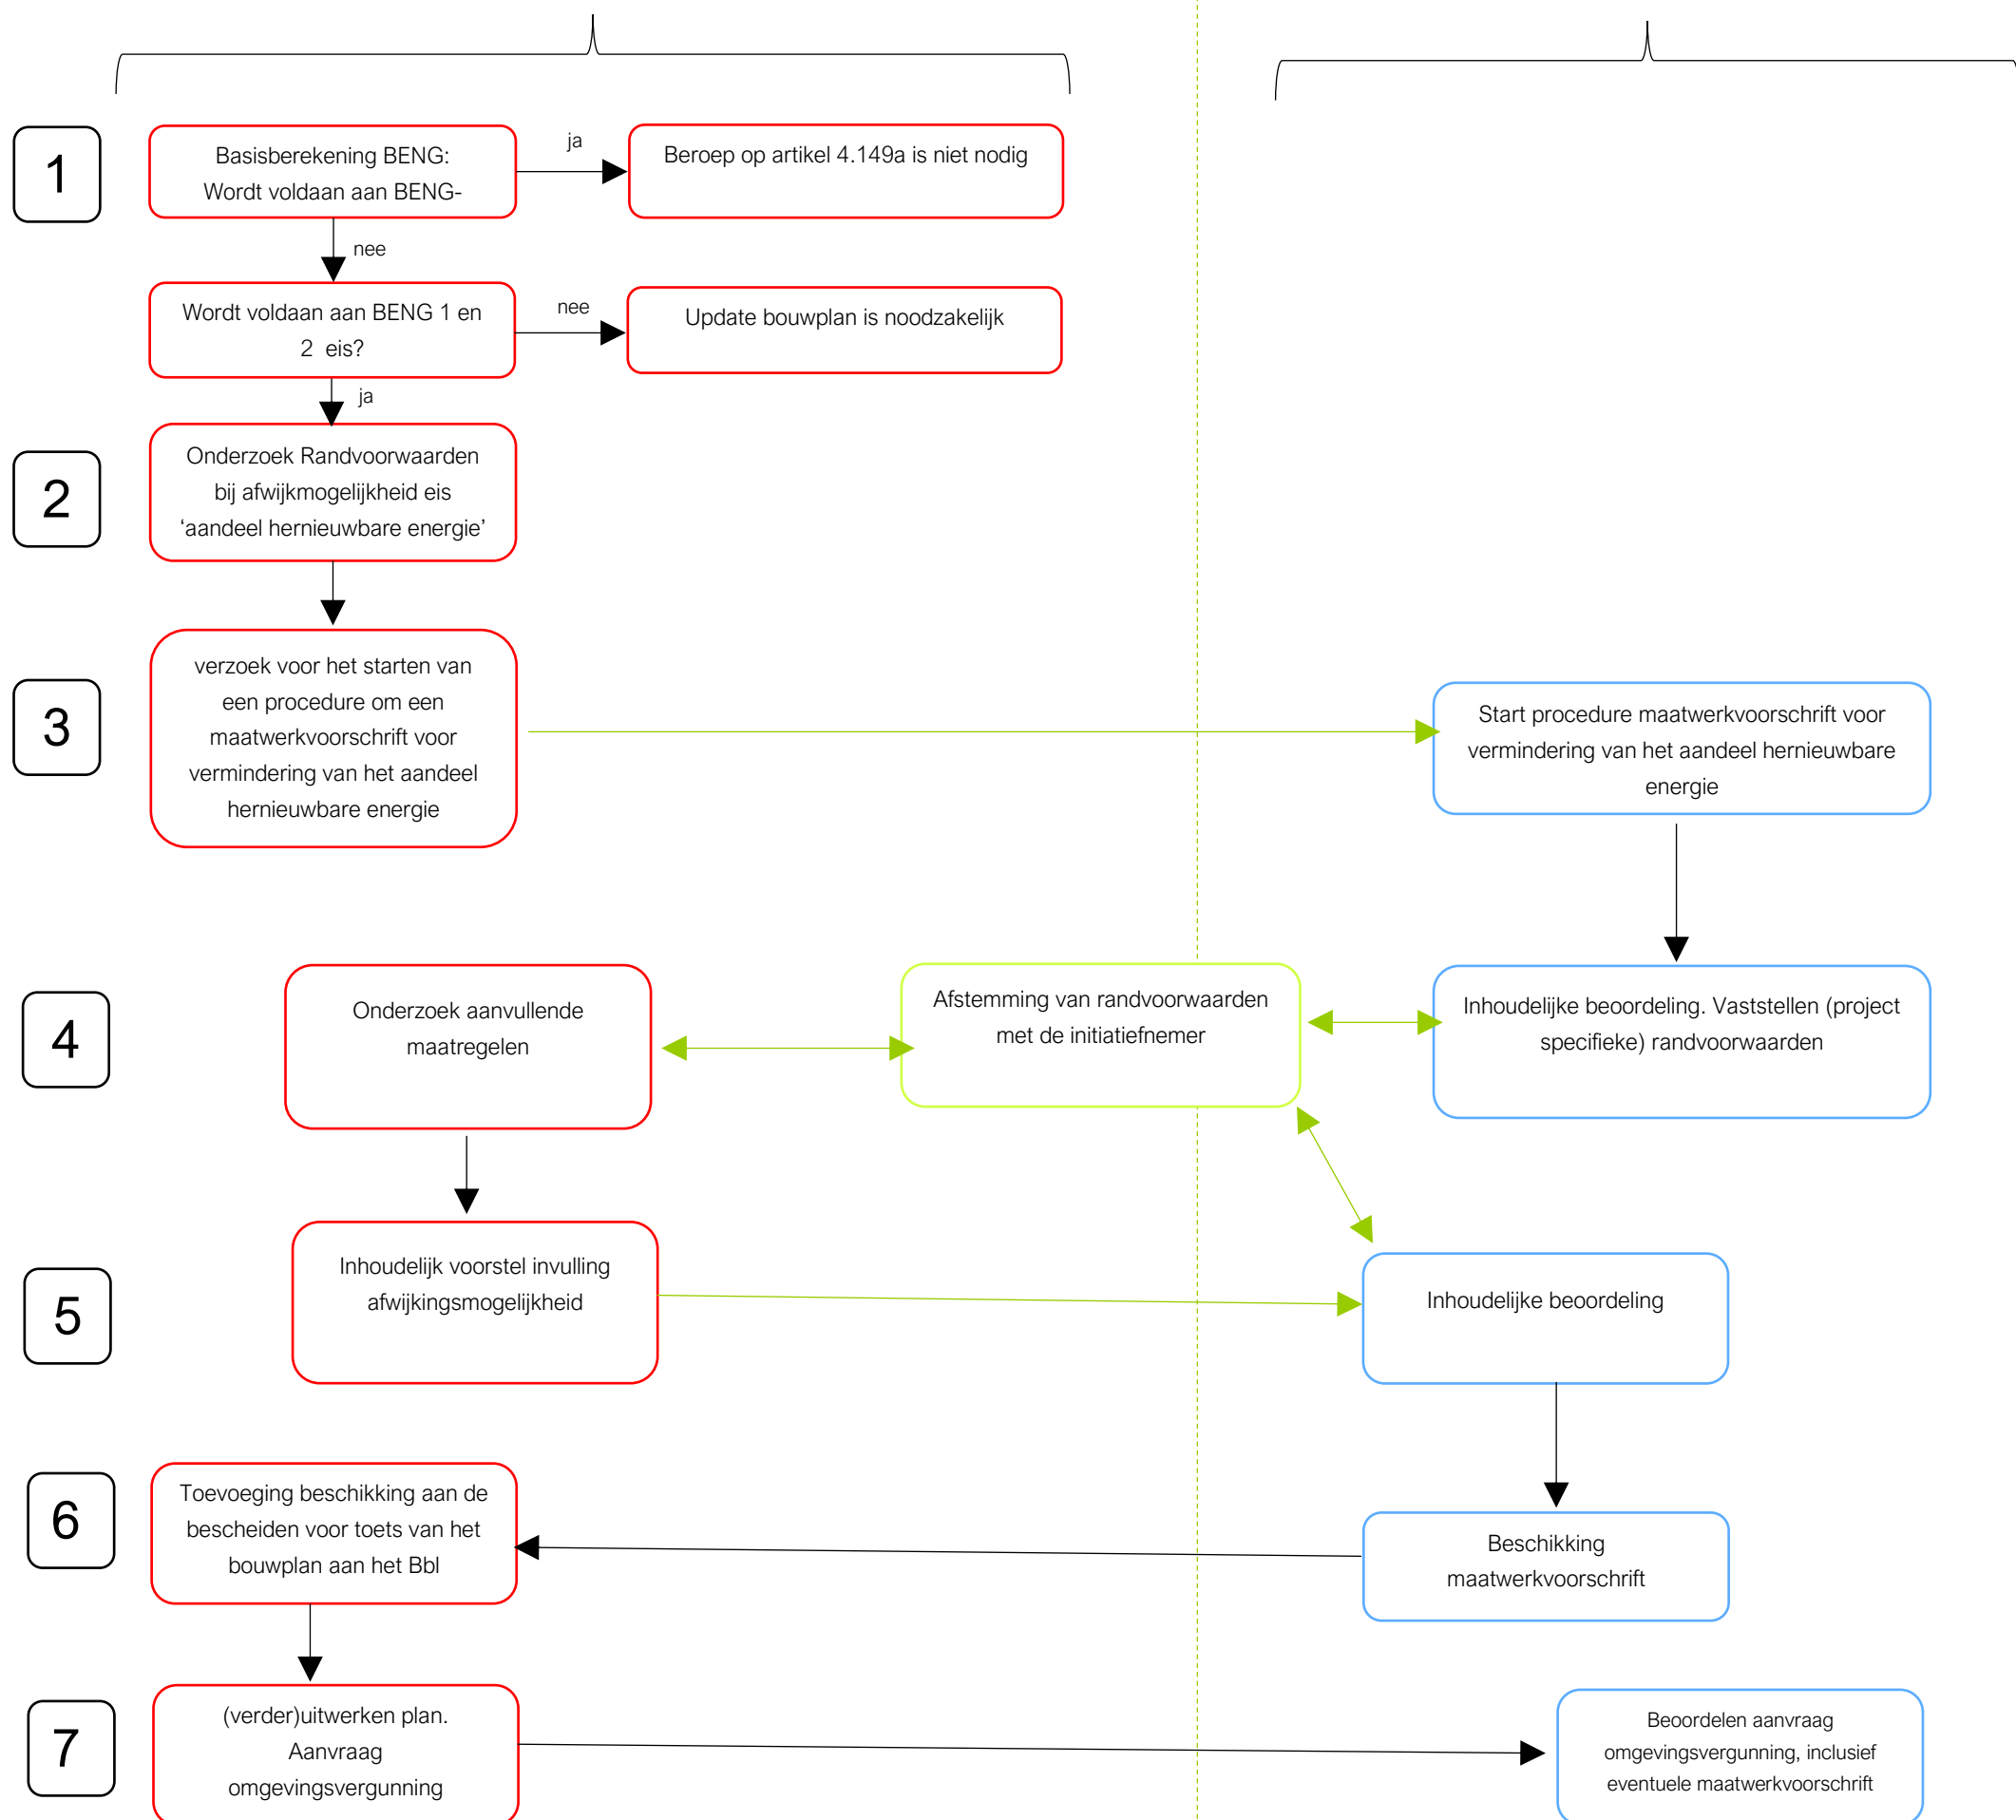 1
Basisberekening BENG:
Wordt voldaan aan BENG-
ja
Beroep op artikel 4.149a is niet nodig
nee
Wordt voldaan aan BENG 1 en
2 eis?
nee
Update bouwplan is noodzakelijk
ja
2
Onderzoek Randvoorwaarden
bij afwijkmogelijkheid eis
‘aandeel hernieuwbare energie’
3
verzoek voor het starten van
een procedure om een
maatwerkvoorschrift voor
vermindering van het aandeel
hernieuwbare energie
Start procedure maatwerkvoorschrift voor
vermindering van het aandeel hernieuwbare
energie
4
Onderzoek aanvullende
maatregelen
Afstemming van randvoorwaarden
met de initiatiefnemer
Inhoudelijke beoordeling. Vaststellen (project
specifieke) randvoorwaarden
5
Inhoudelijk voorstel invulling
afwijkingsmogelijkheid
Inhoudelijke beoordeling
6
Toevoeging beschikking aan de
bescheiden voor toets van het
bouwplan aan het Bbl
Beschikking
maatwerkvoorschrift
7
(verder)uitwerken plan.
Aanvraag
omgevingsvergunning
Beoordelen aanvraag
omgevingsvergunning, inclusief
eventuele maatwerkvoorschrift